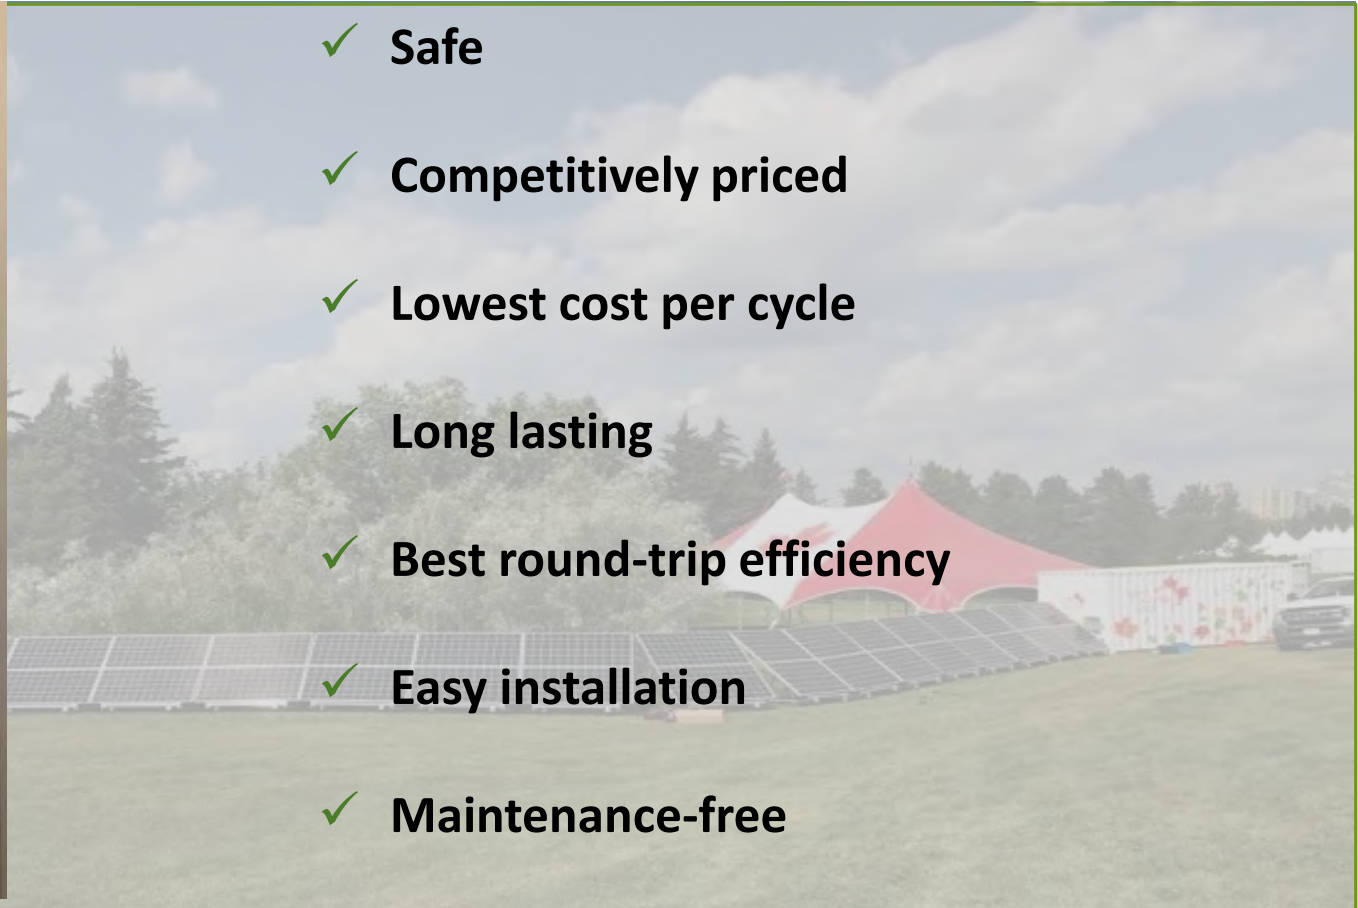 ✓ Safe
✓ Competitively priced
✓ Lowest cost per cycle
✓ Long lasting
✓ Best round-trip efficiency
✓ Easy installation
✓ Maintenance-free